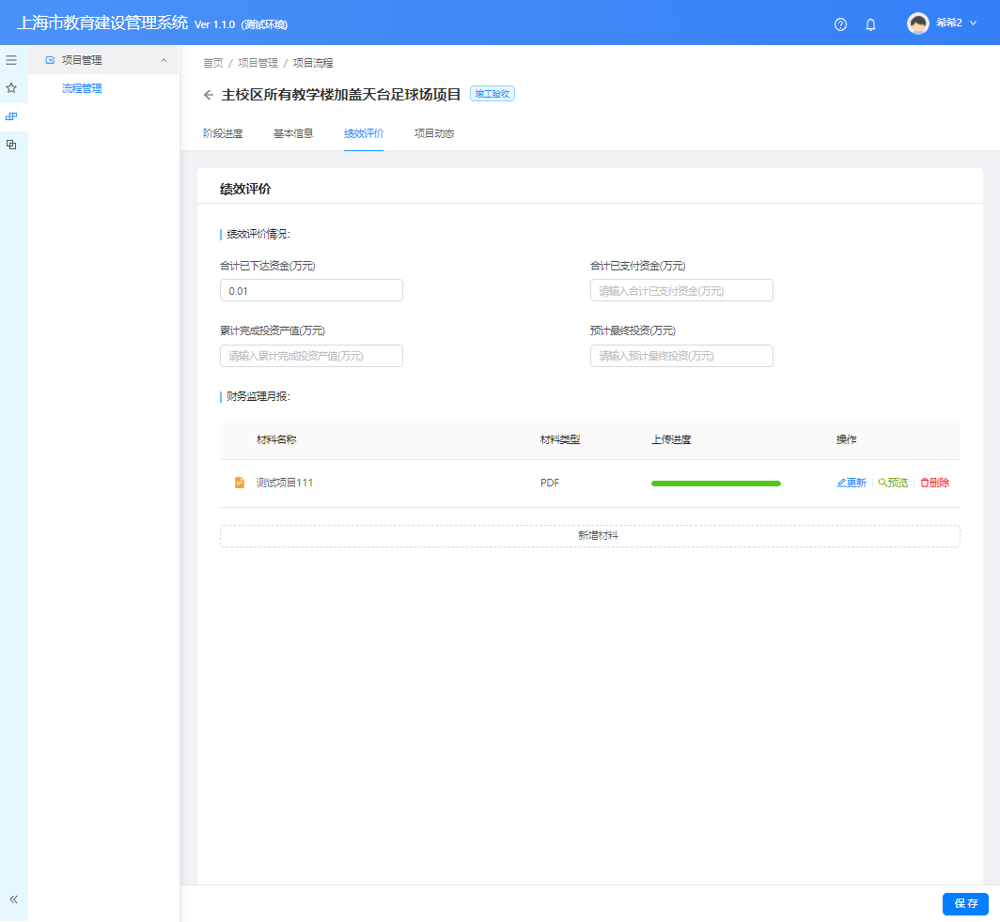 上海市教育建设管理系统 Ver 1.1.0 (测试环境)
希希2
项目管理
流程管理
首页 / 项目管理 / 项目流程
主校区所有教学楼加盖天台足球场项目 竣工验收
阶段进度 基本信息 绩效评价 项目动态
绩效评价
绩效评价情况:
合计已下达资金(万元) 合计已支付资金(万元)
0.01 请输入合计已支付资金(万元)
累计完成投资产值(万元) 预计最终投资(万元)
请输入累计完成投资产值(万元) 请输入预计最终投资(万元)
财务监理月报:
材料名称 材料类型 上传进度 操作
测试项目111 PDF 更新 预览 删除
新增材料
保存